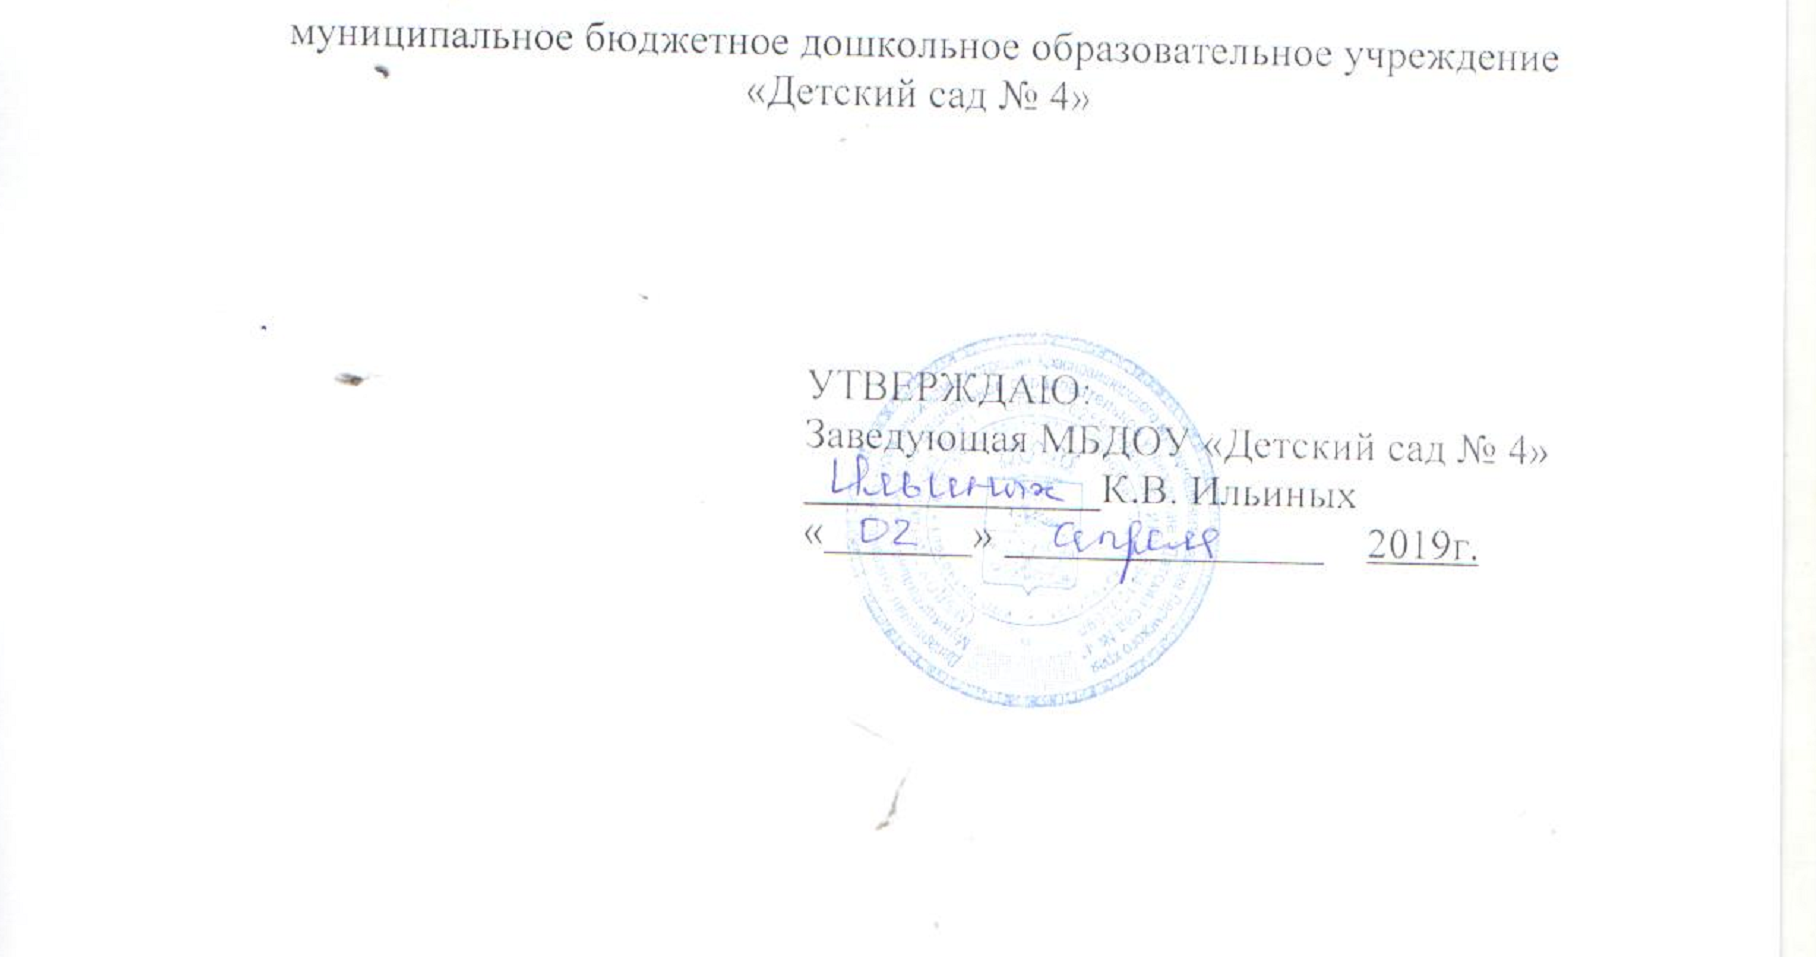 муниципальное бюджетное дошкольное образовательное учреждение
«Детский сад № 4»
УТВЕРЖДАЮ:
Заведующая МБДОУ «Детский сад № 4»
Ильиных К.В. Ильиных
« 02 » апреля 2019г.